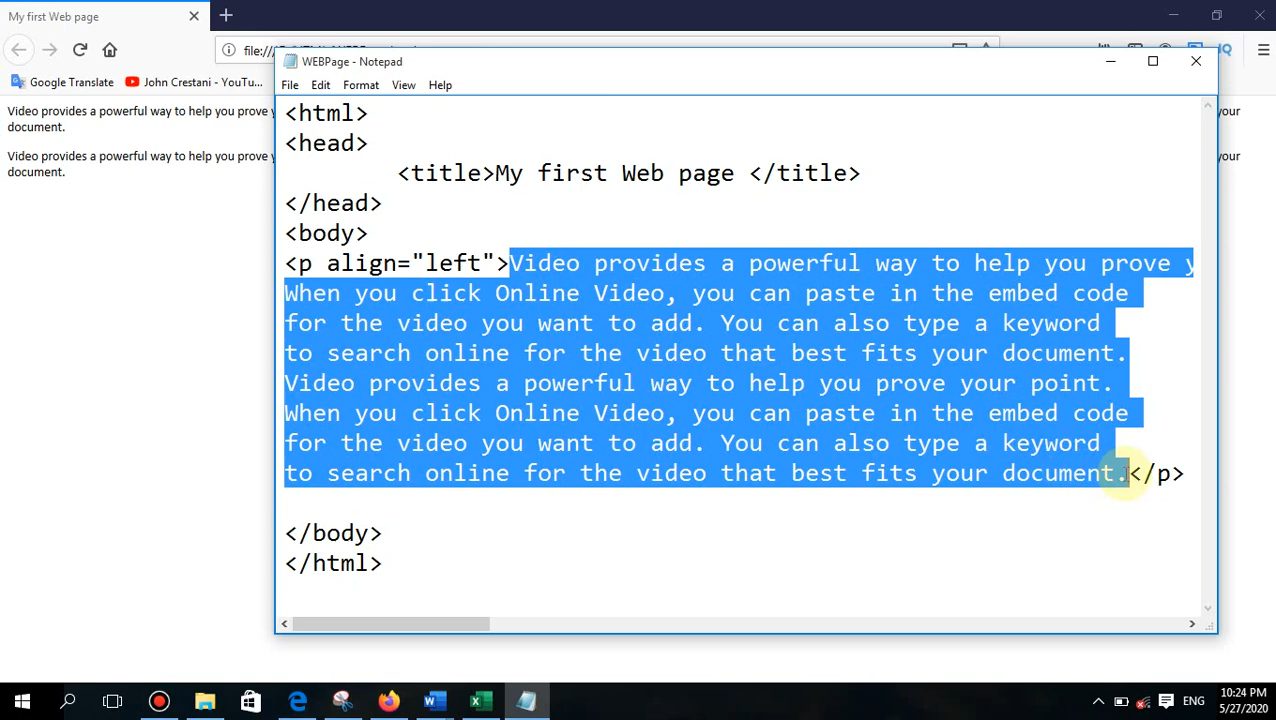 My first Web page
file:///
Google Translate
John Crestani - YouTu...
Video provides a powerful way to help you prove
your
document.
Video provides a powerful way to help you prove
your
document.
WEBPage - Notepad
File Edit Format View Help
<html>
<head>
<title>My first Web page </title>
</head>
<body>
<p align="left">Video provides a powerful way to help you prove
When you click Online Video, you can paste in the embed code
for the video you want to add. You can also type a keyword
to search online for the video that best fits your document.
Video provides a powerful way to help you prove your point.
When you click Online Video, you can paste in the embed code
for the video you want to add. You can also type a keyword
to search online for the video that best fits your document.</p>
</body>
</html>
ENG
10:24 PM
5/27/2020